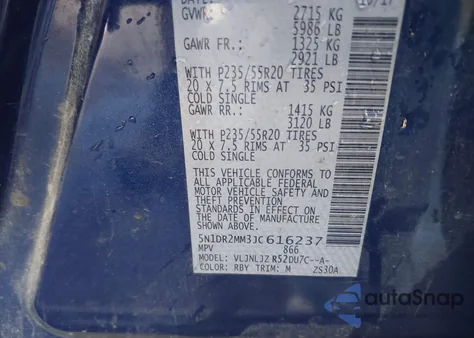 GVWR: 2715 KG
5986 LB
GAWR FR.: 1325 KG
2921 LB
WITH P235/55R20 TIRES
20 X 7.5 RIMS AT 35 PSI
COLD SINGLE
GAWR RR.: 1415 KG
3120 LB
WITH P235/55R20 TIRES
20 X 7.5 RIMS AT 35 PSI
COLD SINGLE
THIS VEHICLE CONFORMS TO
ALL APPLICABLE FEDERAL
MOTOR VEHICLE SAFETY AND
THEFT PREVENTION
STANDARDS IN EFFECT ON
THE DATE OF MANUFACTURE
SHOWN ABOVE.
5N1DR2MM3JC616237
MPV 866
MODEL: VLJNLJZ R52DU7C--A-
COLOR: RBY TRIM: M ZS30A
autoSnap